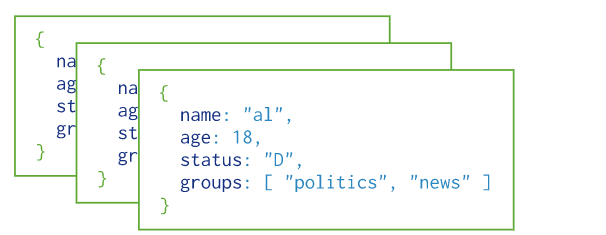 {
na
ag
st
gr
}
{
na
ag
st
gr
}
{
name: "al",
age: 18,
status: "D",
groups: [ "politics", "news" ]
}